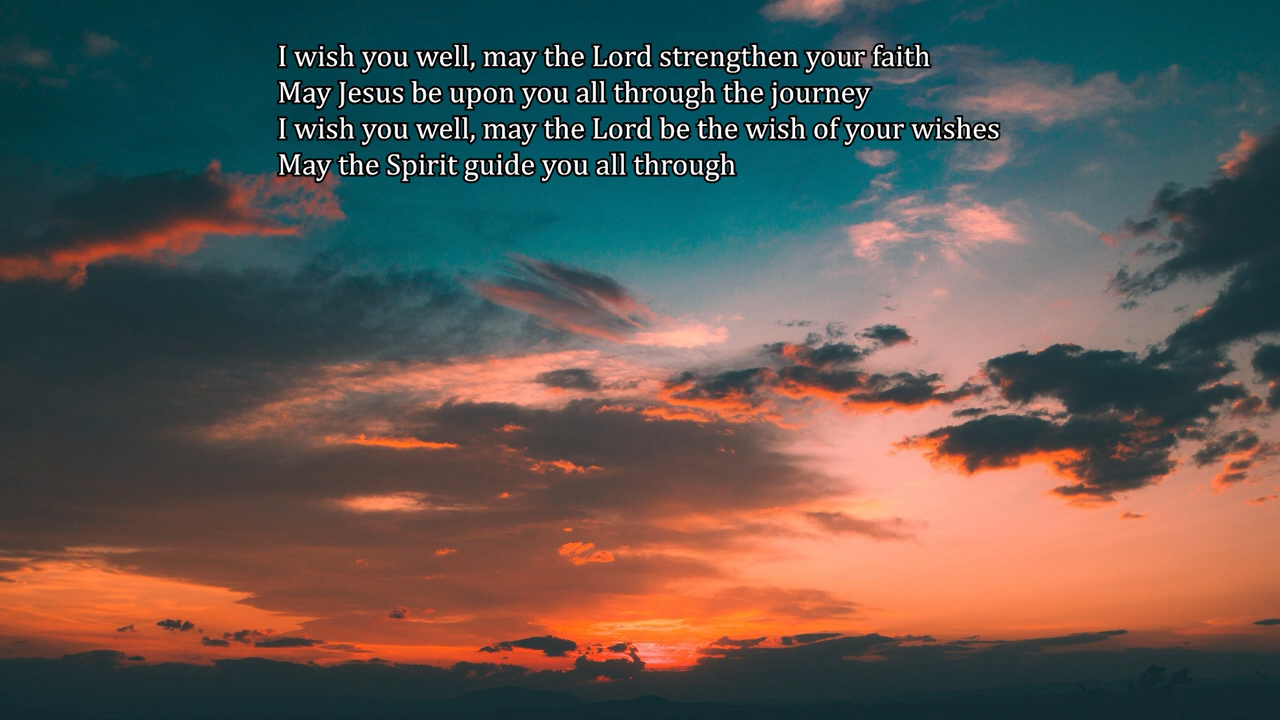 I wish you well, may the Lord strengthen your faith
May Jesus be upon you all through the journey
I wish you well, may the Lord be the wish of your wishes
May the Spirit guide you all through